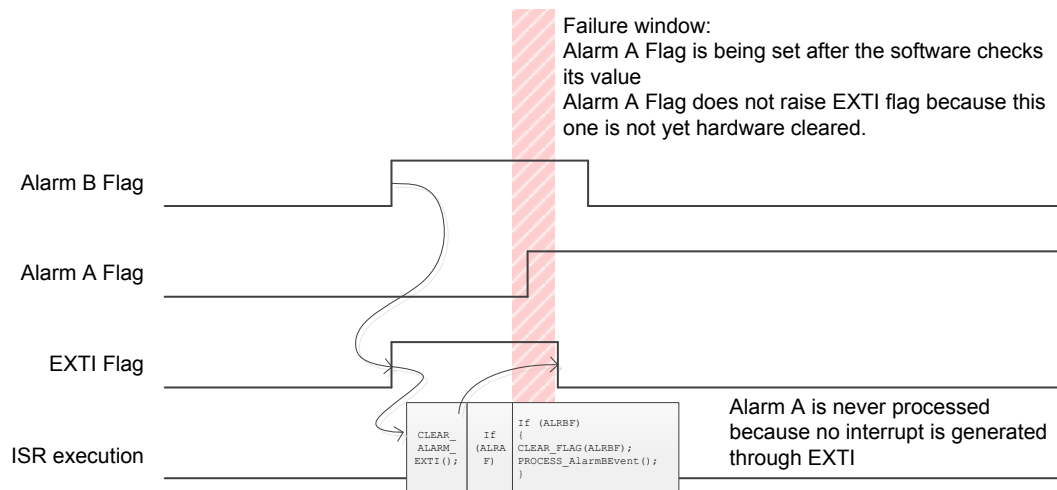 Failure window:
Alarm A Flag is being set after the software checks
its value
Alarm A Flag does not raise EXTI flag because this
one is not yet hardware cleared.
Alarm B Flag
Alarm A Flag
EXTI Flag
ISR execution
CLEAR_
ALARM_
EXTI();
If
(ALRA
F)
If (ALRBF)
{
CLEAR_FLAG(ALRBF);
PROCESS_AlarmBEvent();
}
Alarm A is never processed
because no interrupt is generated
through EXTI